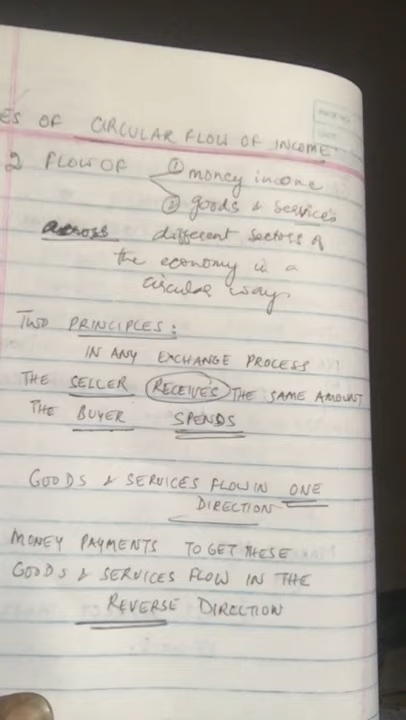 ES OF CIRCULAR FLOW OF INCOME
2 FLOW OF ① money income
② goods & services
across different sectors of
the economy in a
circular way
TWO PRINCIPLES:
IN ANY EXCHANGE PROCESS
THE SELLER RECEIVES THE SAME AMOUNT
THE BUYER SPENDS
GOODS & SERVICES FLOW IN ONE
DIRECTION
MONEY PAYMENTS TO GET THESE
GOODS & SERVICES FLOW IN THE
REVERSE DIRECTION